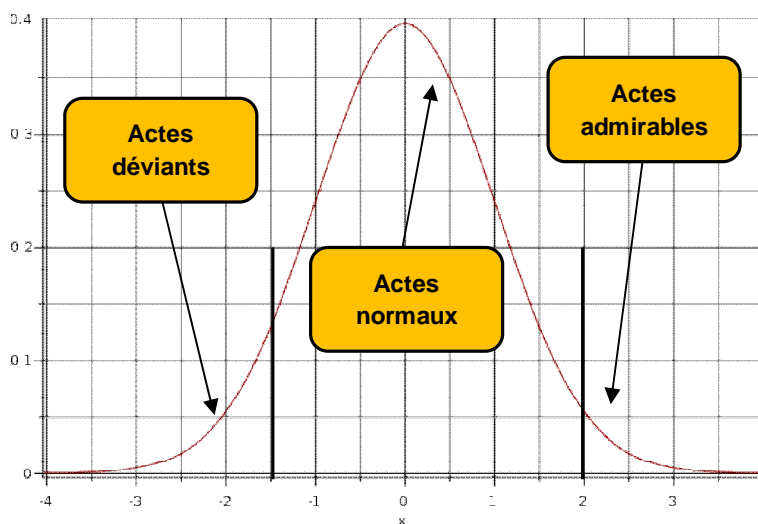 0.4
Actes
admirables
Actes
déviants
0 3
0 2
Actes
normaux
0 1
0
-4 -3 -2 -1 0 1 2 3
x